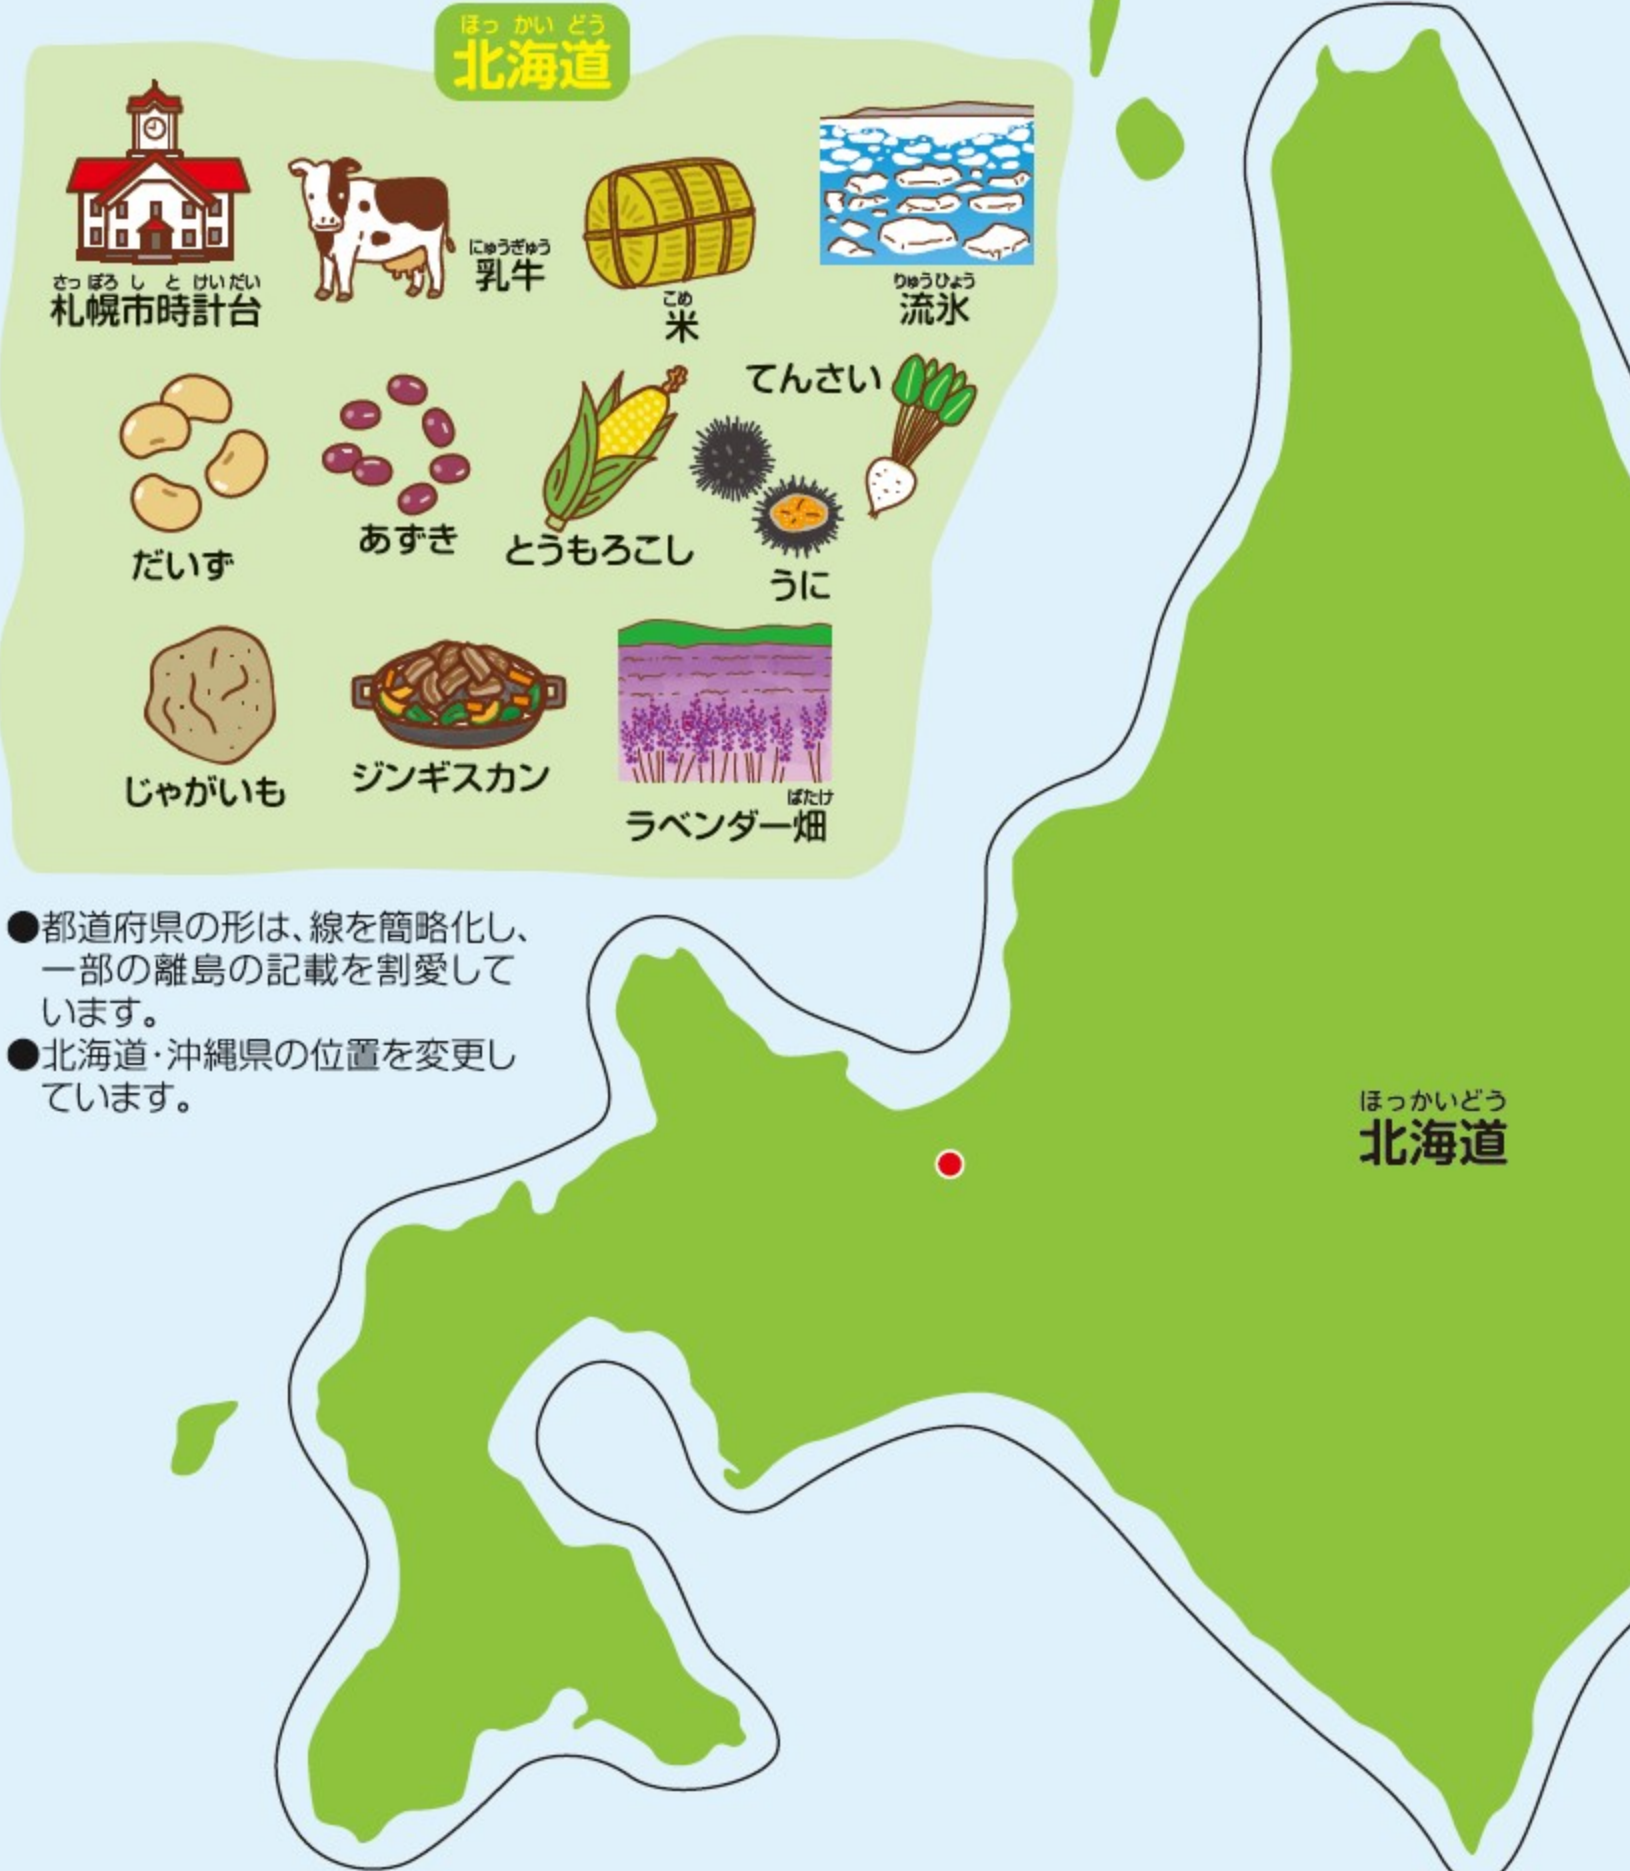 ほっ かい どう
北海道
さっ ぽろ し と けい だい
札幌市時計台
にゅうぎゅう
乳牛
こめ
米
りゅうひょう
流氷
だいず
あずき
とうもろこし
てんさい
うに
じゃがいも
ジンギスカン
ばたけ
ラベンダー畑
●都道府県の形は、線を簡略化し、
一部の離島の記載を割愛して
います。
●北海道・沖縄県の位置を変更し
ています。
ほっかいどう
北海道